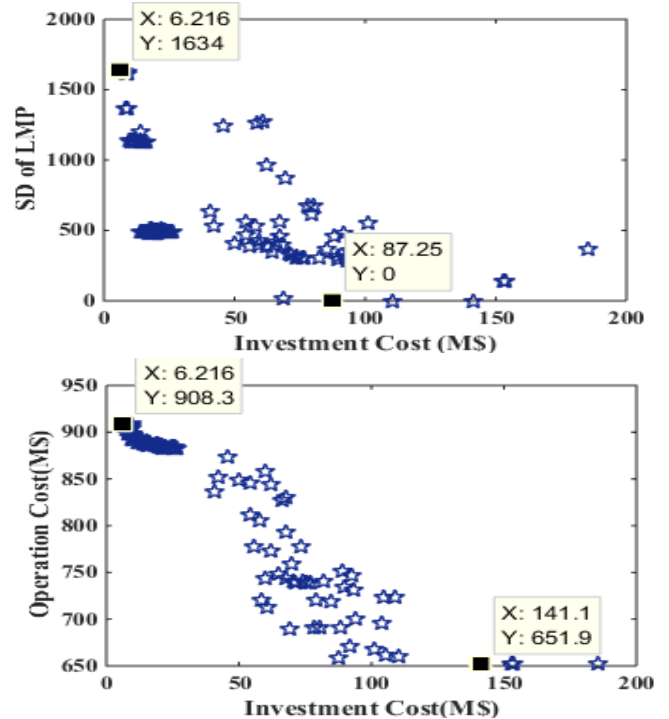 2000
X: 6.216
Y: 1634
1500
SD of LMP
1000
500
X: 87.25
Y: 0
0
0 50 100 150 200
Investment Cost (M$)
950
X: 6.216
Y: 908.3
900
850
Operation Cost(M$)
800
750
700
X: 141.1
Y: 651.9
650
0 50 100 150 200
Investment Cost(M$)